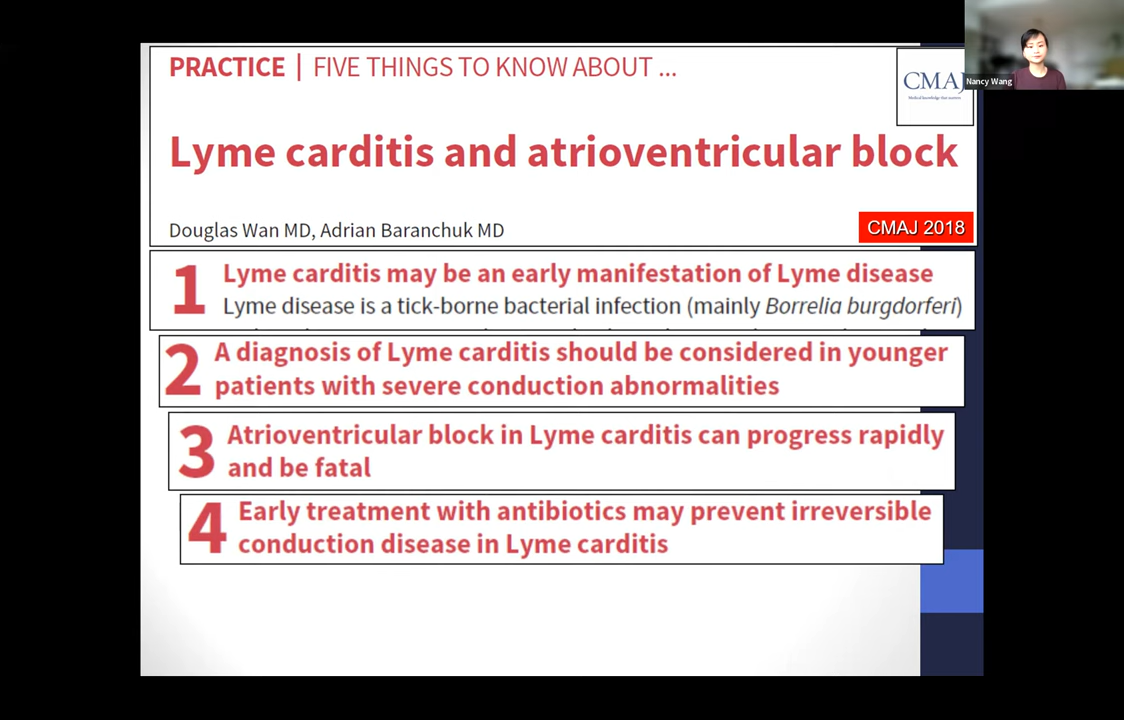 Nancy Wang
PRACTICE | FIVE THINGS TO KNOW ABOUT ...
CMAJ
Medical knowledge that matters
Lyme carditis and atrioventricular block
Douglas Wan MD, Adrian Baranchuk MD
CMAJ 2018
1 Lyme carditis may be an early manifestation of Lyme disease
Lyme disease is a tick-borne bacterial infection (mainly Borrelia burgdorferi)
2 A diagnosis of Lyme carditis should be considered in younger
patients with severe conduction abnormalities
3 Atrioventricular block in Lyme carditis can progress rapidly
and be fatal
4 Early treatment with antibiotics may prevent irreversible
conduction disease in Lyme carditis